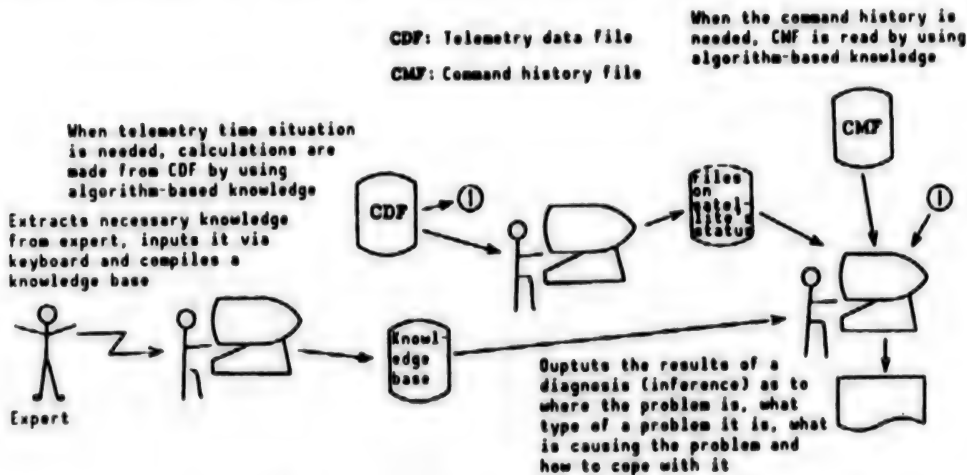 CDF: Telemetry data file
CMF: Command history file
When the command history is
needed, CMF is read by using
algorithm-based knowledge
When telemetry time situation
is needed, calculations are
made from CDF by using
algorithm-based knowledge
Extracts necessary knowledge
from expert, inputs it via
keyboard and compiles a
knowledge base
CDF
①
Files
on
satel-
lite's
status
CMF
①
Expert
Knowl-
edge
base
Ouptuts the results of a
diagnosis (inference) as to
where the problem is, what
type of a problem it is, what
is causing the problem and
how to cope with it